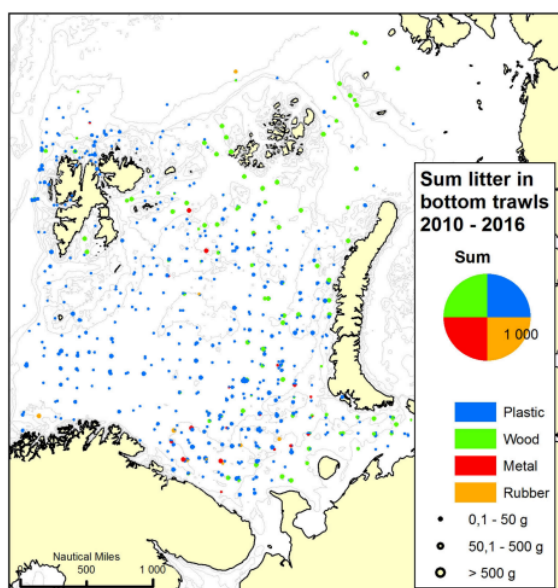 Sum litter in
bottom trawls
2010 - 2016
Sum
1 000
Plastic
Wood
Metal
Rubber
0,1 - 50 g
50,1 - 500 g
> 500 g
Nautical Miles
0 500 1 000